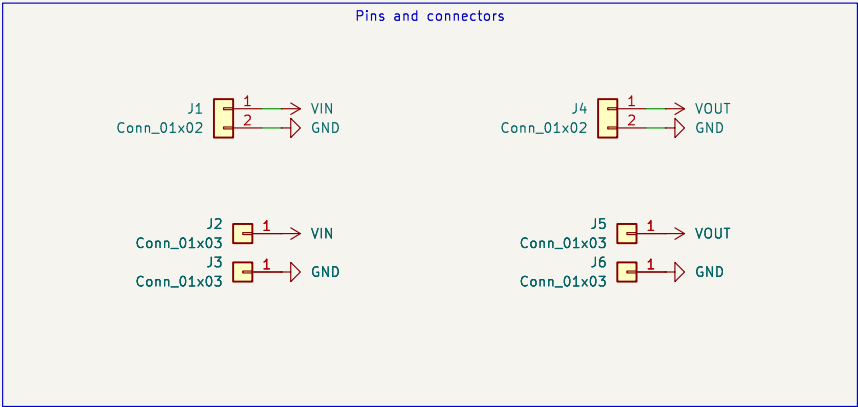 Pins and connectors
J1
Conn_01x02
1
2
VIN
GND
J4
Conn_01x02
1
2
VOUT
GND
J2
Conn_01x03
1
VIN
J3
Conn_01x03
1
GND
J5
Conn_01x03
1
VOUT
J6
Conn_01x03
1
GND